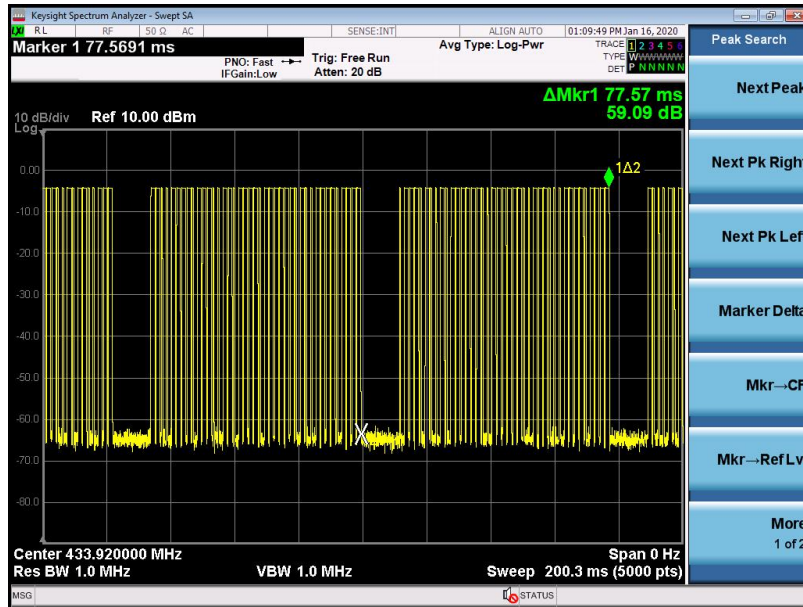 Keysight Spectrum Analyzer - Swept SA
RL RF 50 Ω AC SENSE:INT ALIGN AUTO 01:09:49 PM Jan 16, 2020
Marker 1 77.5691 ms
PNO: Fast
IFGain:Low
Trig: Free Run
Atten: 20 dB
Avg Type: Log-Pwr
TRACE 1 2 3 4 5 6
TYPE WWWWWWW
DET P N N N N N
ΔMkr1 77.57 ms
59.09 dB
10 dB/div Ref 10.00 dBm
Log
1Δ2
0.00
-10.0
-20.0
-30.0
-40.0
-50.0
-60.0
-70.0
-80.0
Center 433.920000 MHz Span 0 Hz
Res BW 1.0 MHz VBW 1.0 MHz Sweep 200.3 ms (5000 pts)
MSG STATUS
Peak Search
Next Peak
Next Pk Right
Next Pk Lef
Marker Delta
Mkr→CF
Mkr→Ref Lv
More
1 of 2